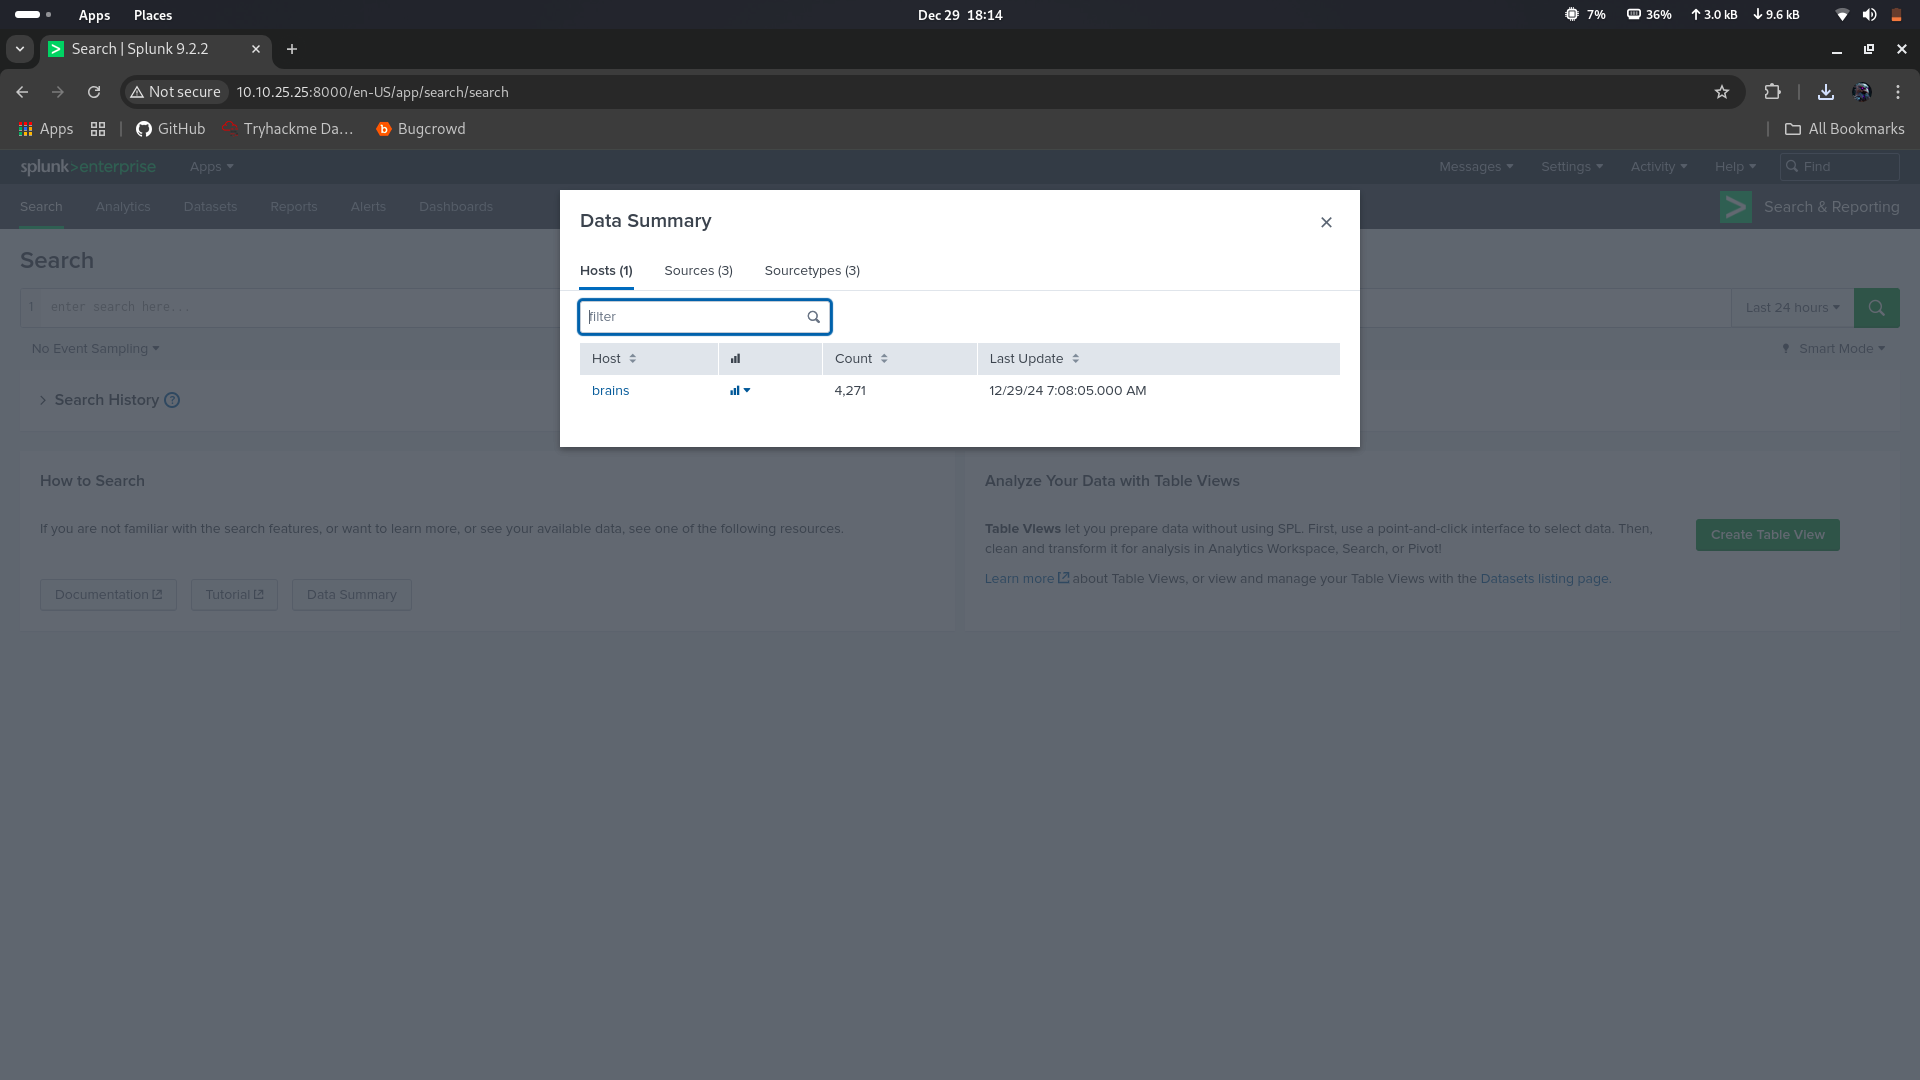 Apps Places Dec 29 18:14 7% 36% 3.0 kB 9.6 kB
Search | Splunk 9.2.2
Not secure 10.10.25.25:8000/en-US/app/search/search
Apps GitHub Tryhackme Da... Bugcrowd All Bookmarks
splunk>enterprise Apps Messages Settings Activity Help Find
Search Analytics Datasets Reports Alerts Dashboards Search & Reporting
Data Summary
Hosts (1) Sources (3) Sourcetypes (3)
filter
Host Count Last Update
brains 4,271 12/29/24 7:08:05.000 AM
Search
1 enter search here... Last 24 hours
No Event Sampling Smart Mode
Search History ?
How to Search
If you are not familiar with the search features, or want to learn more, or see your available data, see one of the following resources.
Documentation Tutorial Data Summary
Analyze Your Data with Table Views
Table Views let you prepare data without using SPL. First, use a point-and-click interface to select data. Then,
clean and transform it for analysis in Analytics Workspace, Search, or Pivot!
Learn more about Table Views, or view and manage your Table Views with the Datasets listing page.
Create Table View